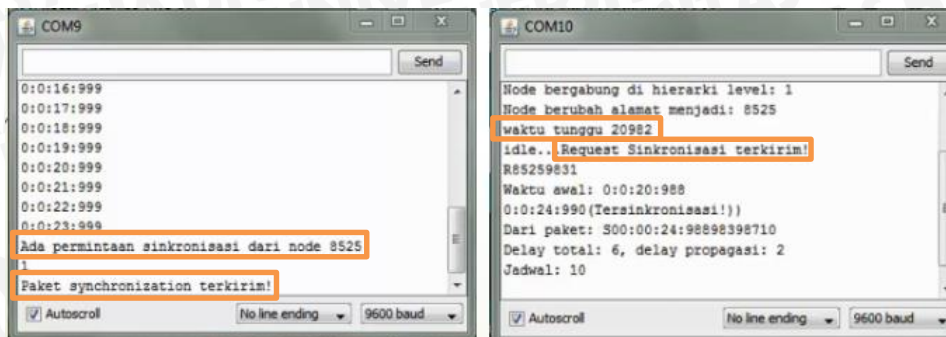 COM9
Send
0:0:16:999
0:0:17:999
0:0:18:999
0:0:19:999
0:0:20:999
0:0:21:999
0:0:22:999
0:0:23:999
Ada permintaan sinkronisasi dari node 8525
1
Paket synchronization terkirim!
Autoscroll
No line ending
9600 baud
COM10
Send
Node bergabung di hierarki level: 1
Node berubah alamat menjadi: 8525
waktu tunggu 20982
idle...Request Sinkronisasi terkirim!
R85259831
Waktu awal: 0:0:20:988
0:0:24:990(Tersinkronisasi!))
Dari paket: S00:00:24:98898398710
Delay total: 6, delay propagasi: 2
Jadwal: 10
Autoscroll
No line ending
9600 baud